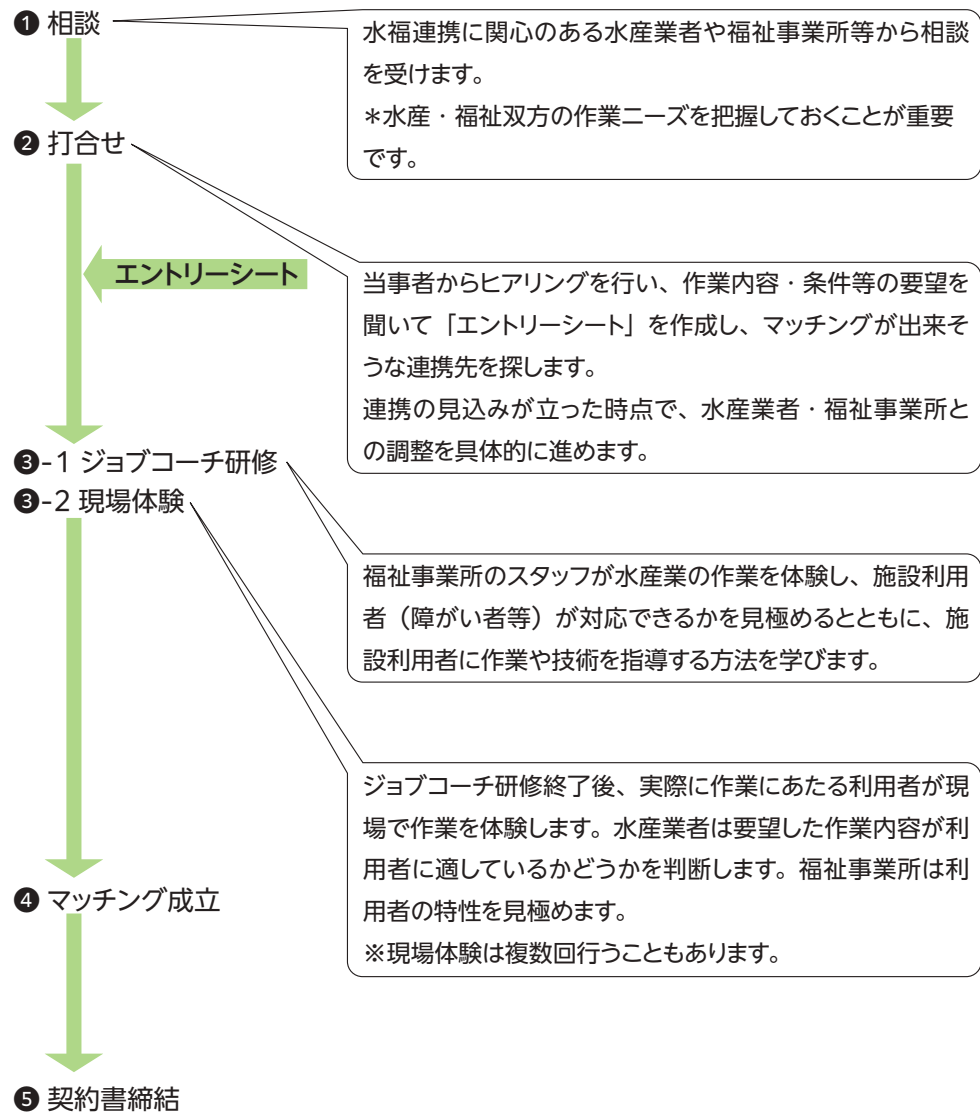 ❶ 相談
水福連携に関心のある水産業者や福祉事業所等から相談
を受けます。
＊水産・福祉双方の作業ニーズを把握しておくことが重要
です。
❷ 打合せ
エントリーシート
当事者からヒアリングを行い、作業内容・条件等の要望を
聞いて「エントリーシート」を作成し、マッチングが出来そ
うな連携先を探します。
連携の見込みが立った時点で、水産業者・福祉事業所と
の調整を具体的に進めます。
❸-1 ジョブコーチ研修
❸-2 現場体験
福祉事業所のスタッフが水産業の作業を体験し、施設利用
者（障がい者等）が対応できるかを見極めるとともに、施
設利用者に作業や技術を指導する方法を学びます。
ジョブコーチ研修終了後、実際に作業にあたる利用者が現
場で作業を体験します。水産業者は要望した作業内容が利
用者に適しているかどうかを判断します。福祉事業所は利
用者の特性を見極めます。
※現場体験は複数回行うこともあります。
❹ マッチング成立
❺ 契約書締結